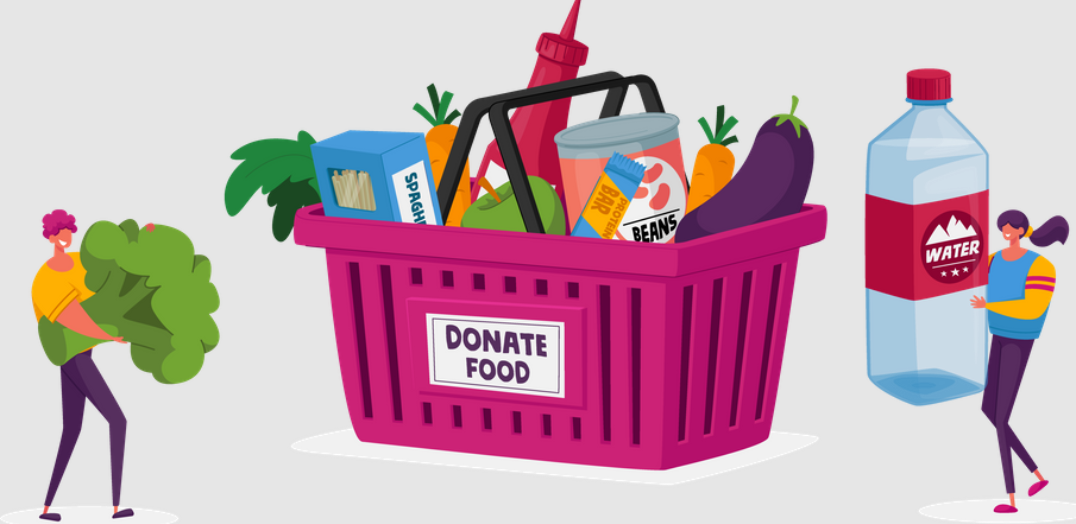 SPAGH
PROTEIN
BAR
BEANS
DONATE
FOOD
WATER